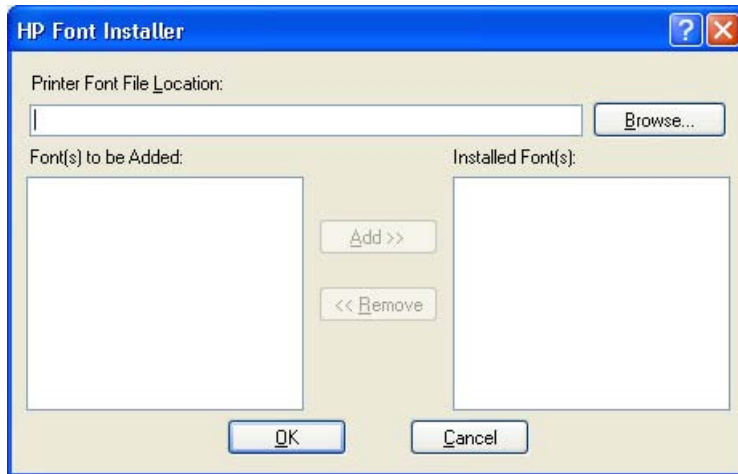 HP Font Installer
Printer Font File Location:
Browse...
Font(s) to be Added:
Installed Font(s):
Add >>
<< Remove
OK
Cancel